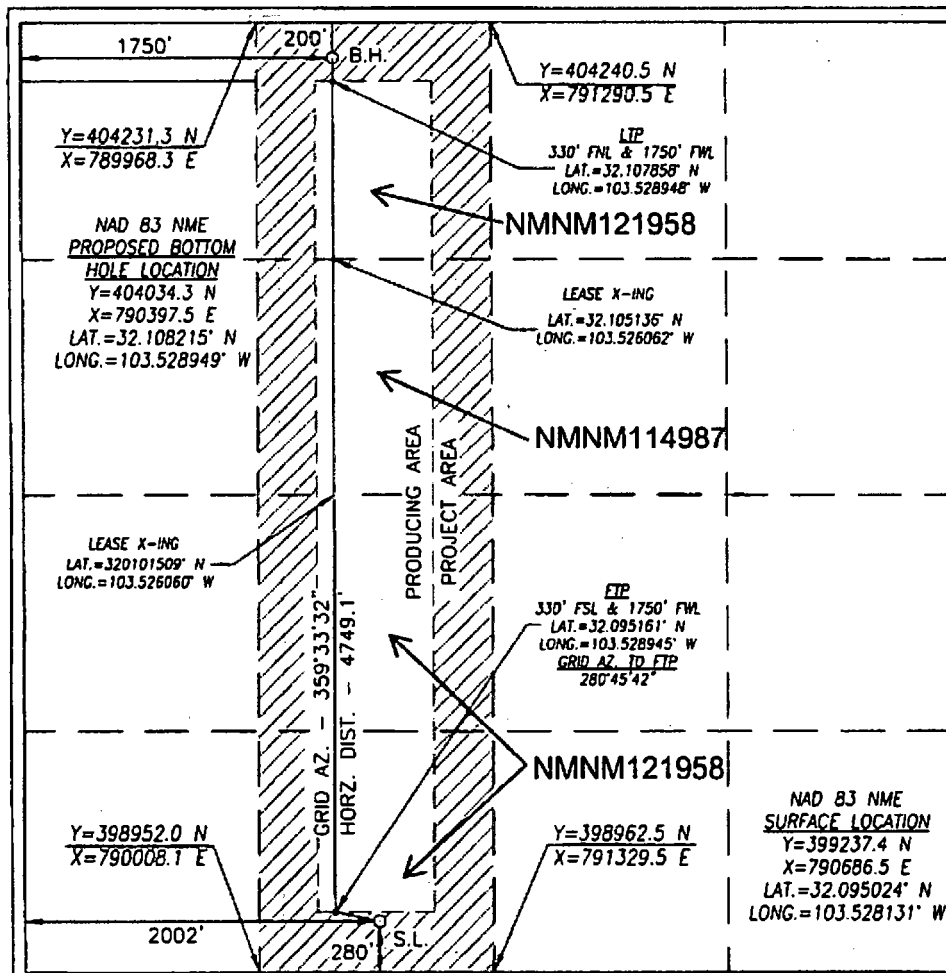 1750'
200'
B.H.
Y=404240.5 N
X=791290.5 E
Y=404231.3 N
X=789968.3 E
LTP
330' FNL & 1750' FWL
LAT.=32.107858° N
LONG.=103.528948° W
NMNM121958
NAD 83 NME
PROPOSED BOTTOM
HOLE LOCATION
Y=404034.3 N
X=790397.5 E
LAT.=32.108215° N
LONG.=103.528949° W
LEASE X-ING
LAT.=32.105136° N
LONG.=103.526062° W
NMNM114987
PRODUCING AREA
PROJECT AREA
LEASE X-ING
LAT.=320101509° N
LONG.=103.526060° W
FTP
330' FSL & 1750' FWL
LAT.=32.095161° N
LONG.=103.528945° W
GRID AZ. TO FTP
280°45'42"
GRID AZ. - 359°33'32"
HORZ. DIST. - 4749.1'
NMNM121958
NAD 83 NME
SURFACE LOCATION
Y=399237.4 N
X=790686.5 E
LAT.=32.095024° N
LONG.=103.528131° W
Y=398952.0 N
X=790008.1 E
Y=398962.5 N
X=791329.5 E
2002'
280'
S.L.